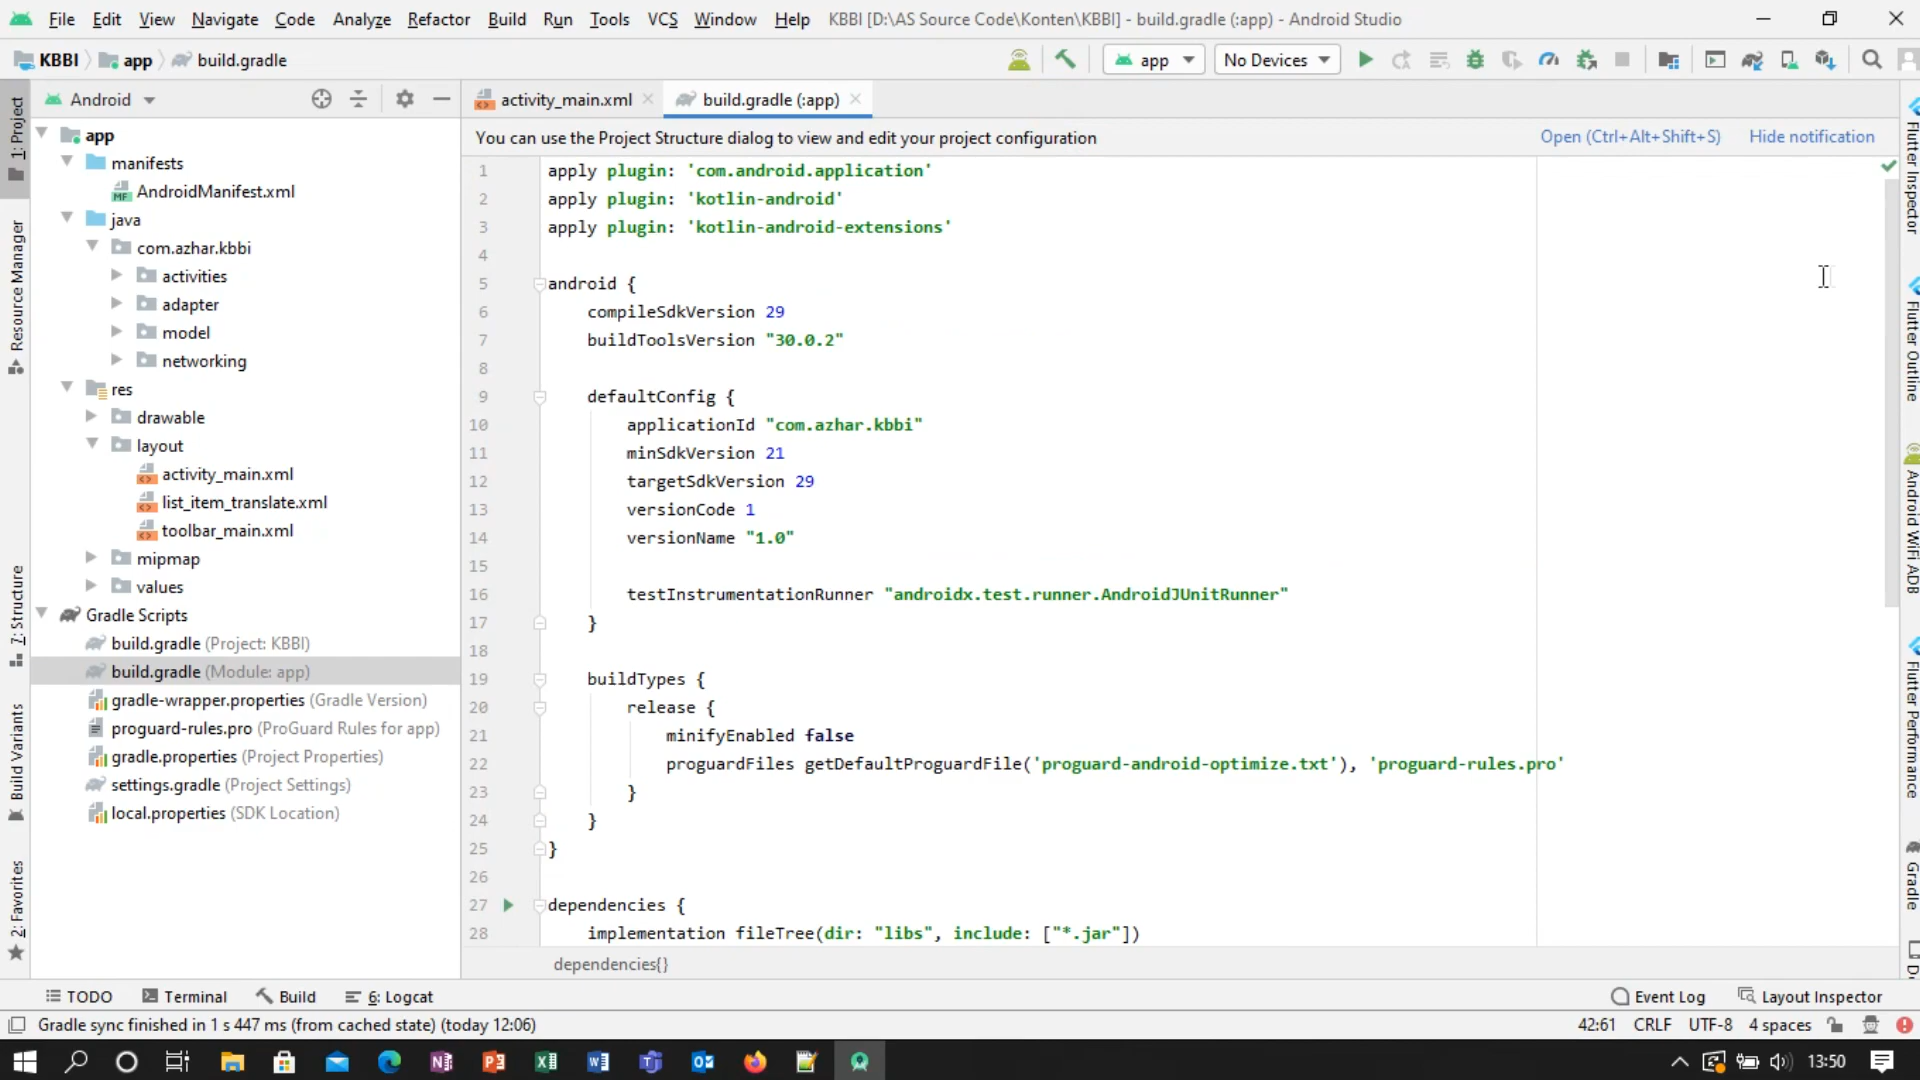 File Edit View Navigate Code Analyze Refactor Build Run Tools VCS Window Help KBBI [D:\AS Source Code\Konten\KBBI] - build.gradle (:app) - Android Studio
KBBI app build.gradle
app No Devices
1: Project
Resource Manager
7: Structure
Build Variants
2: Favorites
Android
app
manifests
AndroidManifest.xml
java
com.azhar.kbbi
activities
adapter
model
networking
res
drawable
layout
activity_main.xml
list_item_translate.xml
toolbar_main.xml
mipmap
values
Gradle Scripts
build.gradle (Project: KBBI)
build.gradle (Module: app)
gradle-wrapper.properties (Gradle Version)
proguard-rules.pro (ProGuard Rules for app)
gradle.properties (Project Properties)
settings.gradle (Project Settings)
local.properties (SDK Location)
activity_main.xml build.gradle (:app)
You can use the Project Structure dialog to view and edit your project configuration Open (Ctrl+Alt+Shift+S) Hide notification
1 apply plugin: 'com.android.application'
2 apply plugin: 'kotlin-android'
3 apply plugin: 'kotlin-android-extensions'
4
5 android {
6 compileSdkVersion 29
7 buildToolsVersion "30.0.2"
8
9 defaultConfig {
10 applicationId "com.azhar.kbbi"
11 minSdkVersion 21
12 targetSdkVersion 29
13 versionCode 1
14 versionName "1.0"
15
16 testInstrumentationRunner "androidx.test.runner.AndroidJUnitRunner"
17 }
18
19 buildTypes {
20 release {
21 minifyEnabled false
22 proguardFiles getDefaultProguardFile('proguard-android-optimize.txt'), 'proguard-rules.pro'
23 }
24 }
25 }
26
27 dependencies {
28 implementation fileTree(dir: "libs", include: ["*.jar"])
dependencies{}
Flutter Inspector
Flutter Outline
Android WiFi ADB
Flutter Performance
Gradle
TODO Terminal Build 6: Logcat Event Log Layout Inspector
Gradle sync finished in 1 s 447 ms (from cached state) (today 12:06) 42:61 CRLF UTF-8 4 spaces
13:50